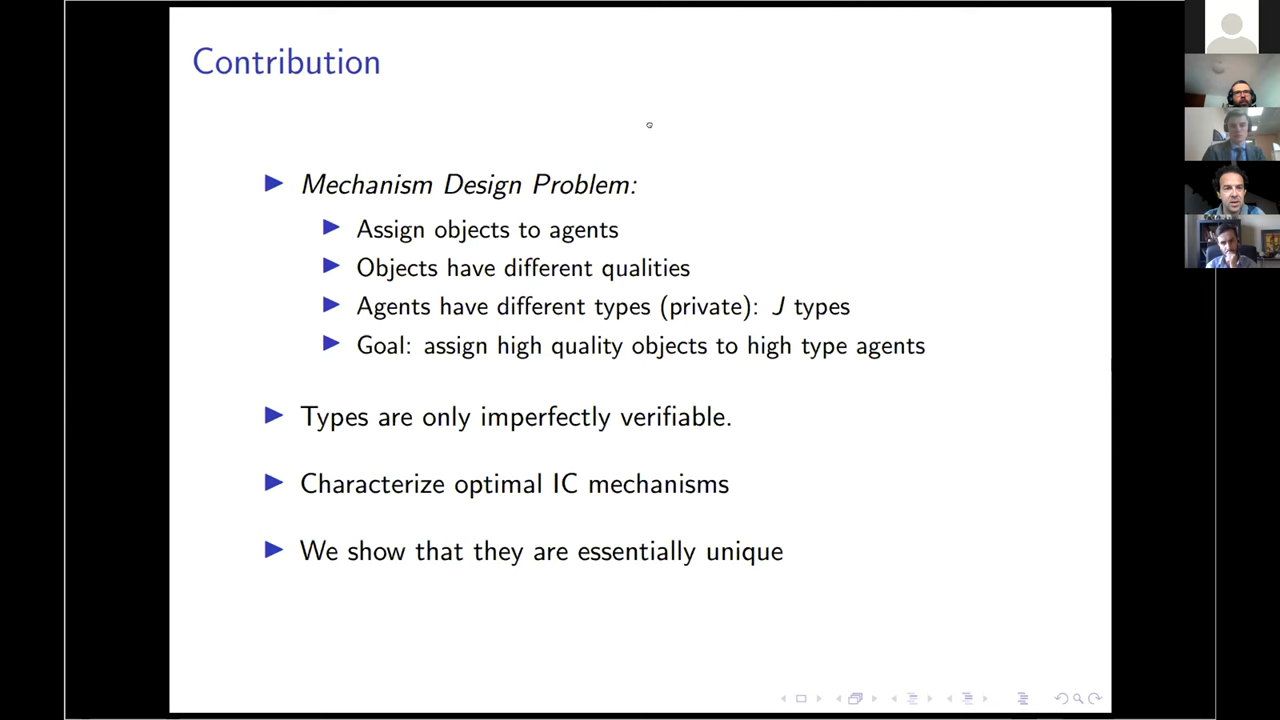 Contribution
Mechanism Design Problem:
Assign objects to agents
Objects have different qualities
Agents have different types (private): J types
Goal: assign high quality objects to high type agents
Types are only imperfectly verifiable.
Characterize optimal IC mechanisms
We show that they are essentially unique